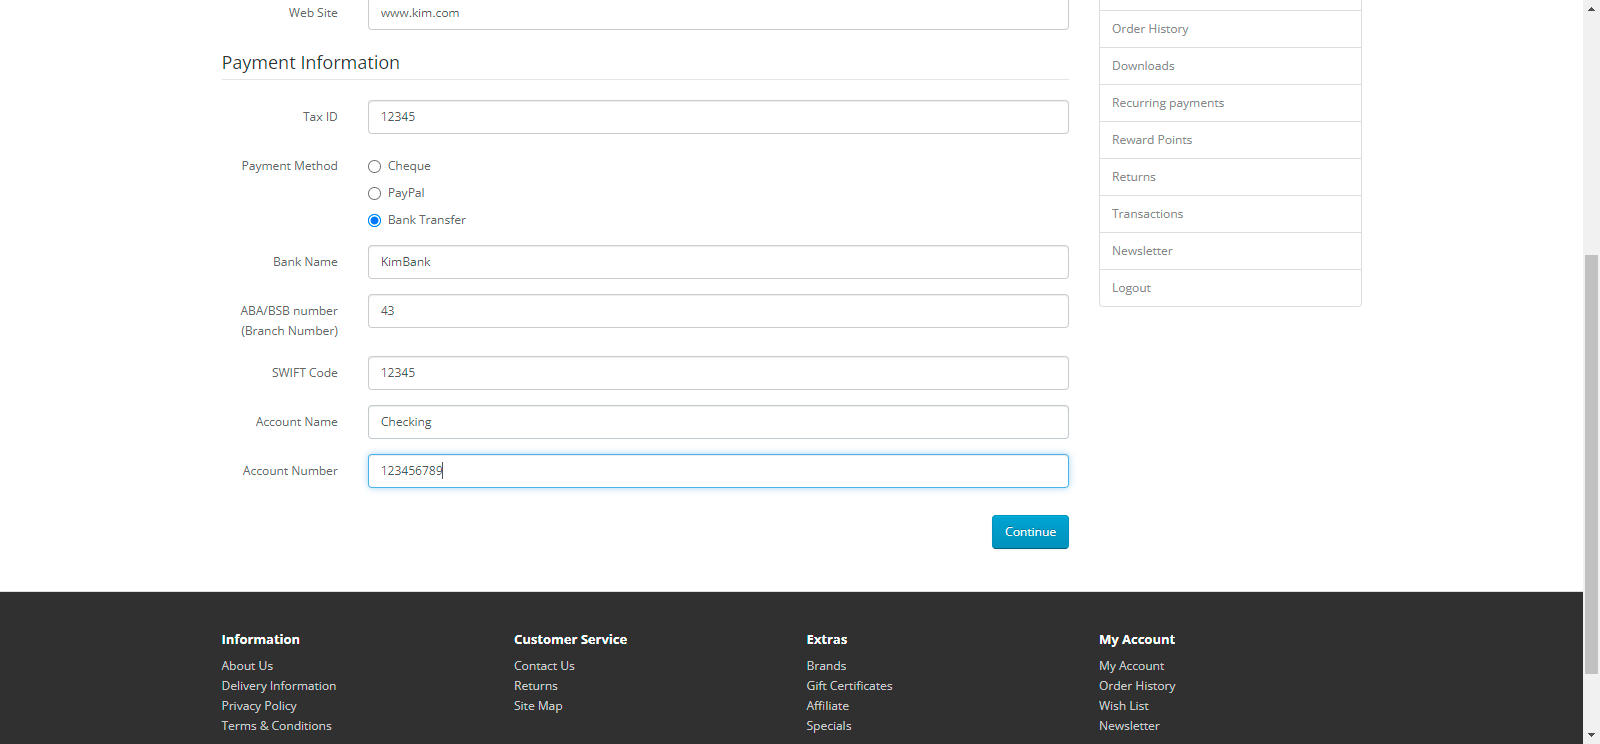 Web Site
www.kim.com
Payment Information
Tax ID
12345
Payment Method
Cheque
PayPal
Bank Transfer
Bank Name
KimBank
ABA/BSB number
(Branch Number)
43
SWIFT Code
12345
Account Name
Checking
Account Number
123456789
Continue
Order History
Downloads
Recurring payments
Reward Points
Returns
Transactions
Newsletter
Logout
Information
About Us
Delivery Information
Privacy Policy
Terms & Conditions
Customer Service
Contact Us
Returns
Site Map
Extras
Brands
Gift Certificates
Affiliate
Specials
My Account
My Account
Order History
Wish List
Newsletter